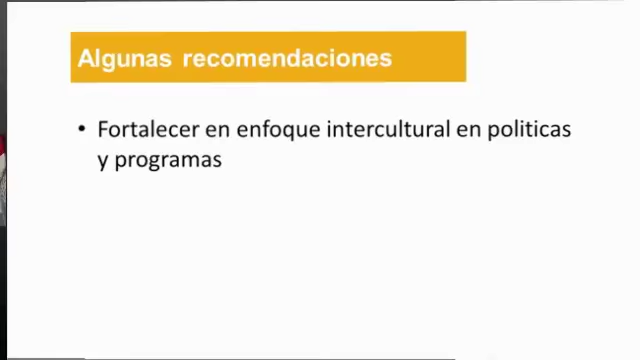 Algunas recomendaciones
• Fortalecer en enfoque intercultural en politicas
y programas